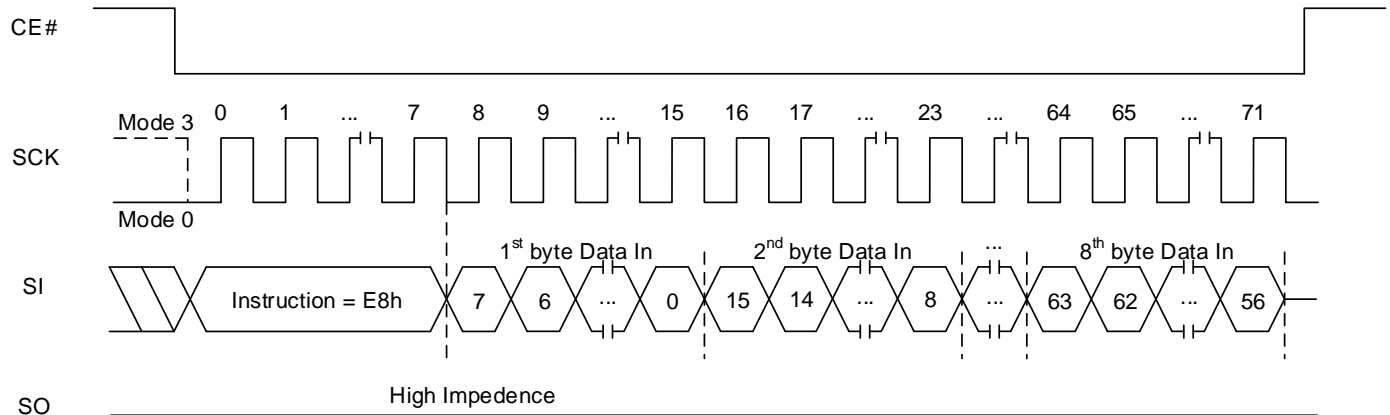 CE#
0 1 ... 7 8 9 ... 15 16 17 ... 23 ... 64 65 ... 71
Mode 3
SCK
Mode 0
1st byte Data In 2nd byte Data In ... 8th byte Data In
SI
Instruction = E8h 7 6 ... 0 15 14 ... 8 ... 63 62 ... 56
High Impedence
SO